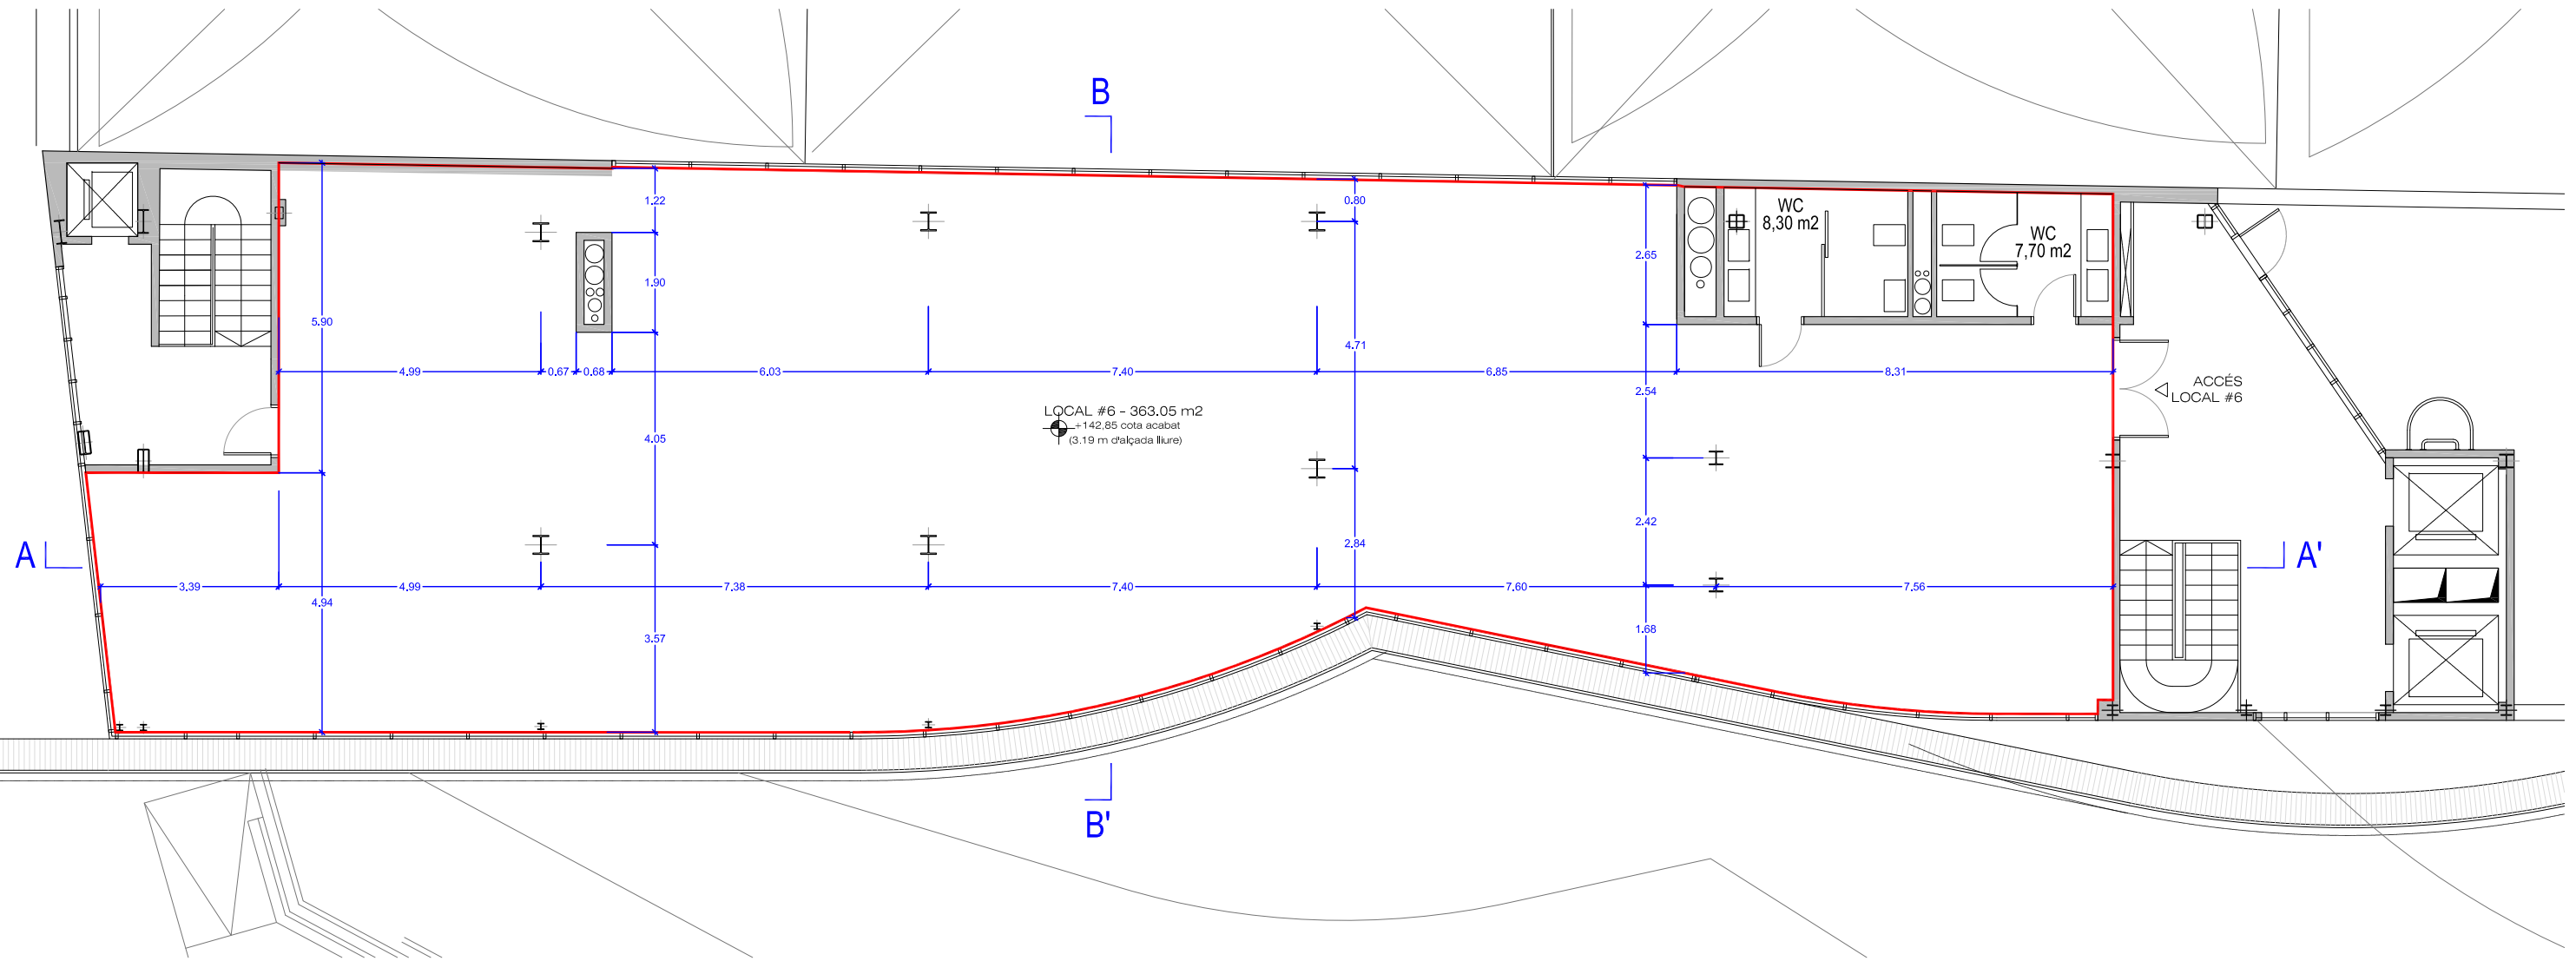 B
1.22
0.80
WC
8,30 m2
WC
7,70 m2
2.65
1.90
5.90
4.71
4.99
0.67
0.68
6.03
7.40
6.85
8.31
2.54
ACCÉS
LOCAL #6
LOCAL #6 - 363.05 m2
+142,85 cota acabat
(3.19 m d'alçada lliure)
4.05
2.42
2.84
A
A'
3.39
4.99
7.38
7.40
7.60
7.56
4.94
3.57
1.68
B'